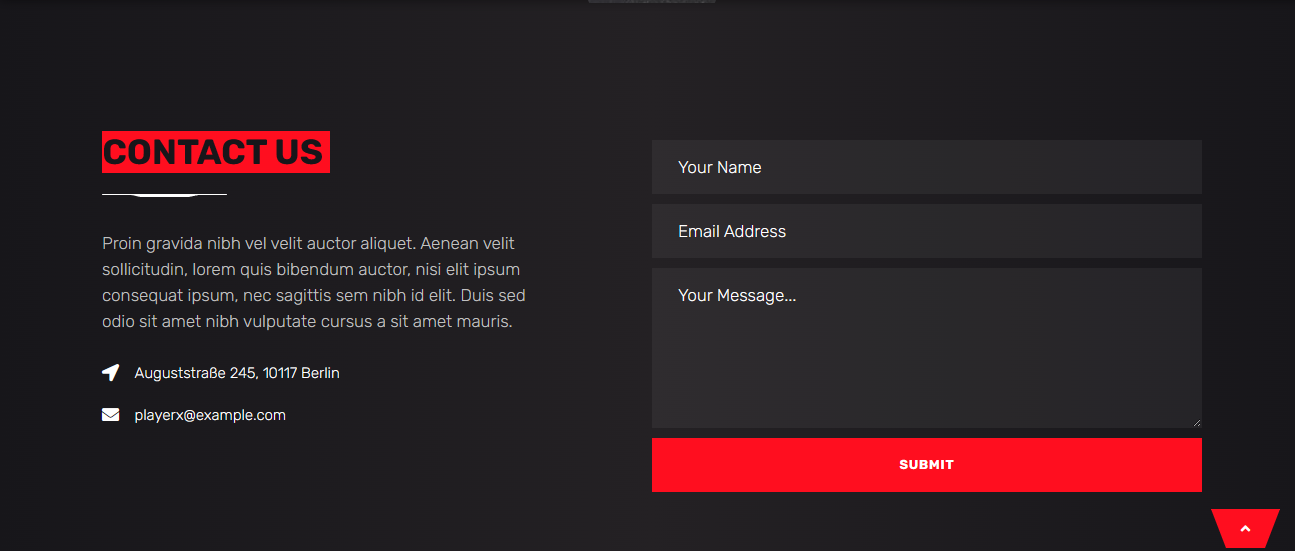 CONTACT US
Proin gravida nibh vel velit auctor aliquet. Aenean velit
sollicitudin, lorem quis bibendum auctor, nisi elit ipsum
consequat ipsum, nec sagittis sem nibh id elit. Duis sed
odio sit amet nibh vulputate cursus a sit amet mauris.
Auguststraße 245, 10117 Berlin
playerx@example.com
Your Name
Email Address
Your Message...
SUBMIT